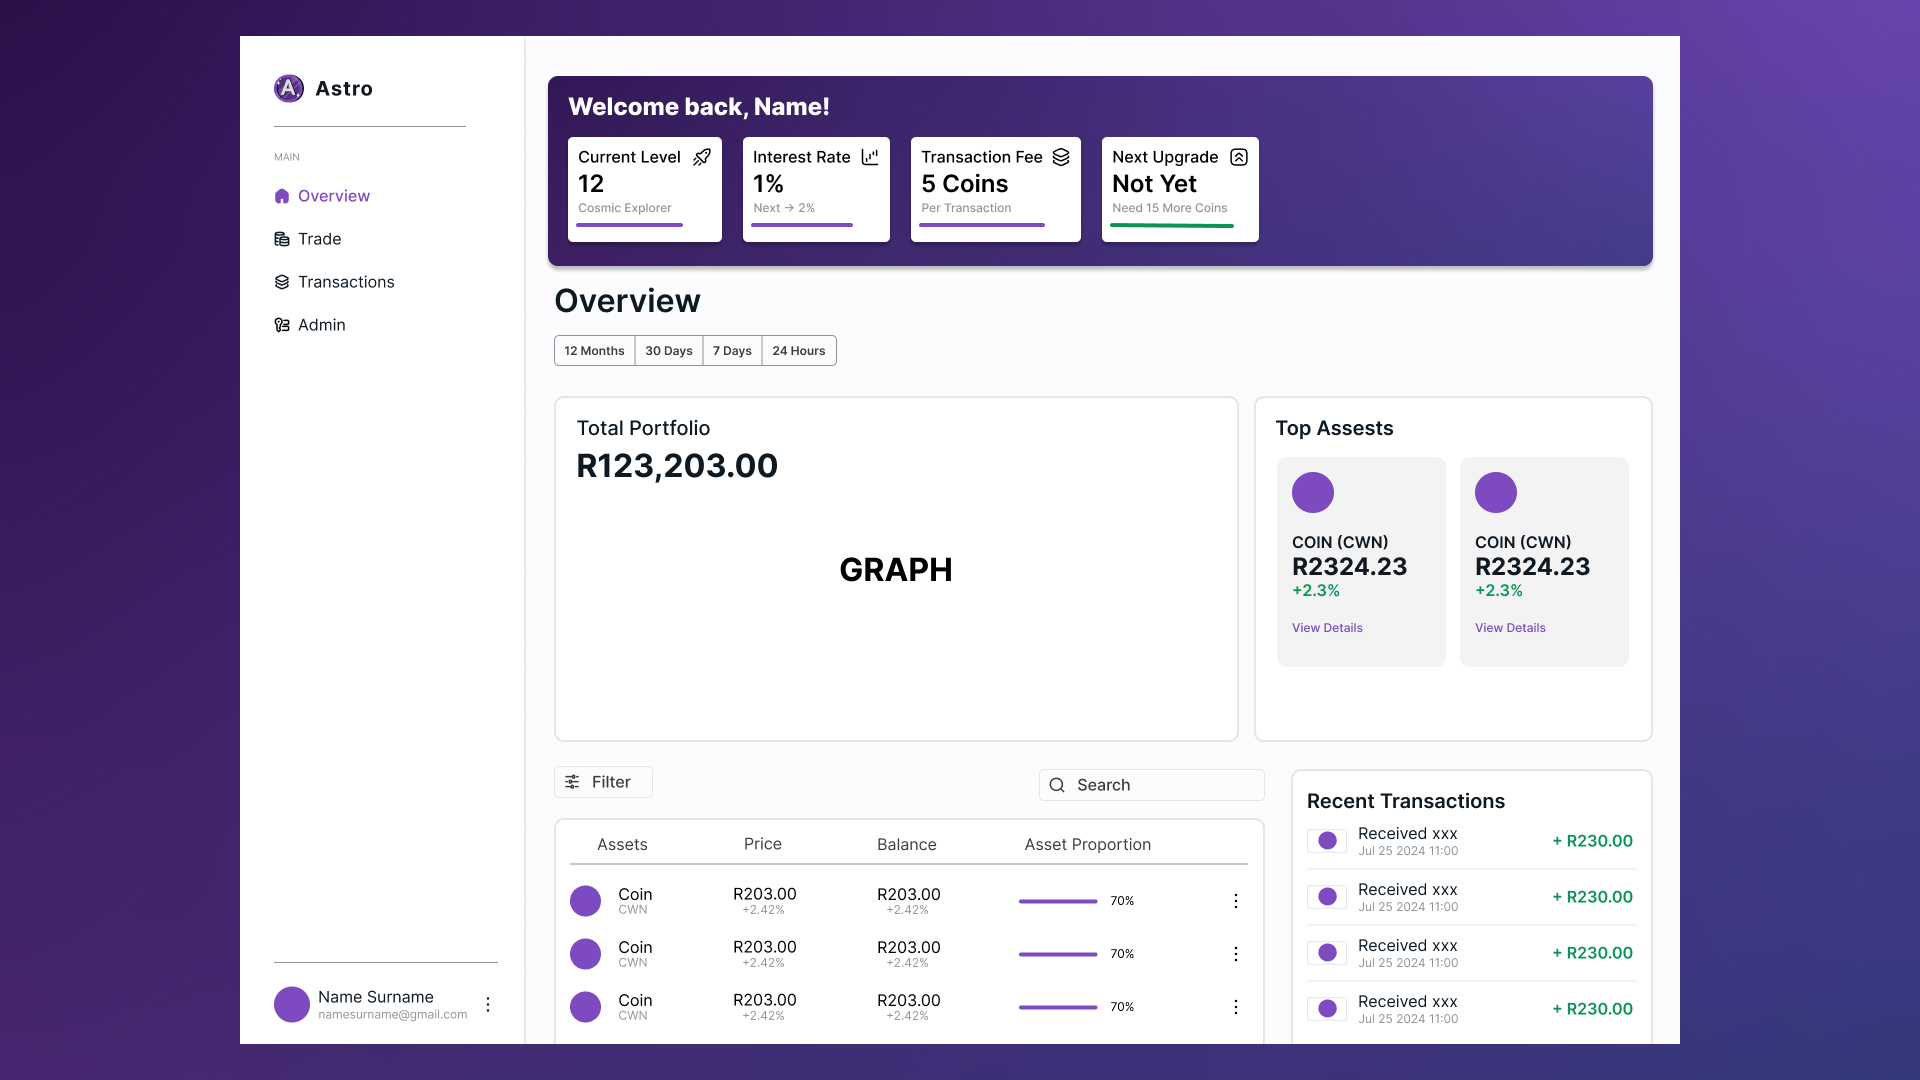 Astro
MAIN
Overview
Trade
Transactions
Admin
Name Surname
namesurname@gmail.com
Welcome back, Name!
Current Level
12
Cosmic Explorer
Interest Rate
1%
Next -> 2%
Transaction Fee
5 Coins
Per Transaction
Next Upgrade
Not Yet
Need 15 More Coins
Overview
12 Months 30 Days 7 Days 24 Hours
Total Portfolio
R123,203.00
GRAPH
Top Assests
COIN (CWN)
R2324.23
+2.3%
View Details
COIN (CWN)
R2324.23
+2.3%
View Details
Filter
Search
Assets Price Balance Asset Proportion
Coin R203.00 R203.00 70%
CWN +2.42% +2.42%
Coin R203.00 R203.00 70%
CWN +2.42% +2.42%
Coin R203.00 R203.00 70%
CWN +2.42% +2.42%
Recent Transactions
Received xxx + R230.00
Jul 25 2024 11:00
Received xxx + R230.00
Jul 25 2024 11:00
Received xxx + R230.00
Jul 25 2024 11:00
Received xxx + R230.00
Jul 25 2024 11:00